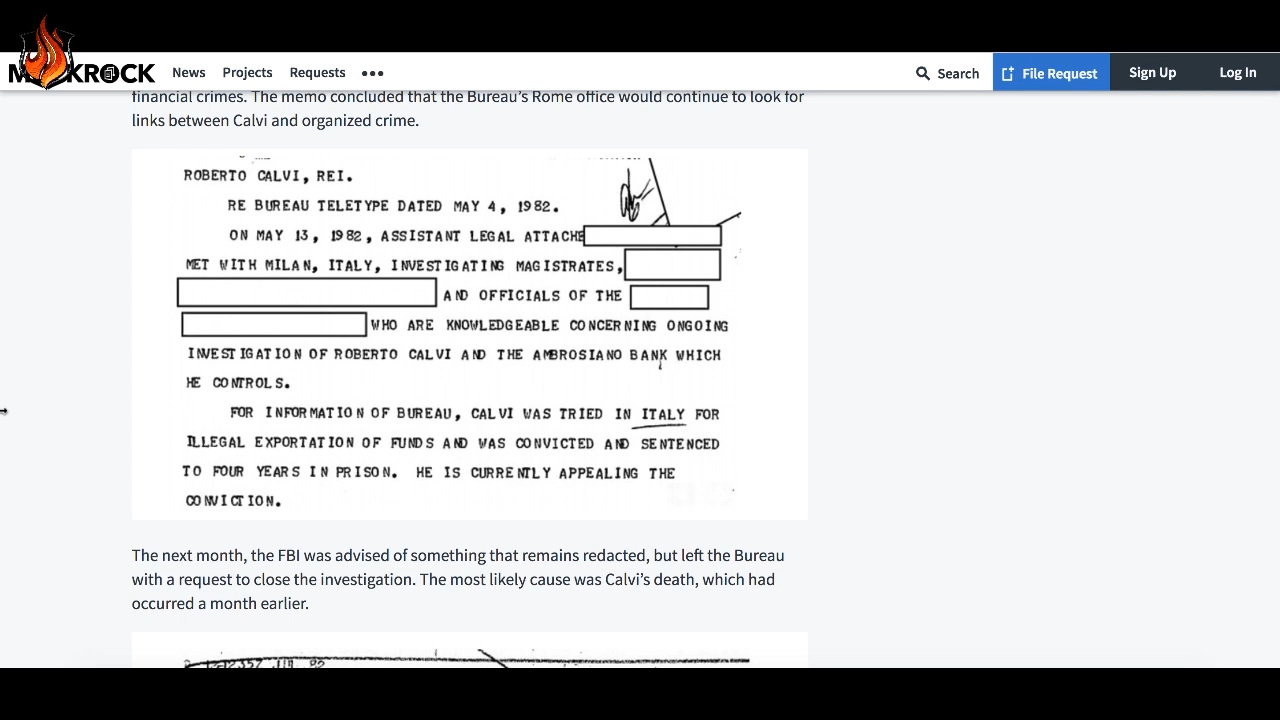 News Projects Requests ••• Search File Request Sign Up Log In
financial crimes. The memo concluded that the Bureau’s Rome office would continue to look for
links between Calvi and organized crime.
ROBERTO CALVI, REI.
RE BUREAU TELETYPE DATED MAY 4, 1982.
ON MAY 13, 1982, ASSISTANT LEGAL ATTACHE
MET WITH MILAN, ITALY, INVESTIGATING MAGISTRATES,
AND OFFICIALS OF THE
WHO ARE KNOWLEDGEABLE CONCERNING ONGOING
INVESTIGATION OF ROBERTO CALVI AND THE AMBROSIANO BANK WHICH
HE CONTROLS.
FOR INFORMATION OF BUREAU, CALVI WAS TRIED IN ITALY FOR
ILLEGAL EXPORTATION OF FUNDS AND WAS CONVICTED AND SENTENCED
TO FOUR YEARS IN PRISON. HE IS CURRENTLY APPEALING THE
CONVICTION.
The next month, the FBI was advised of something that remains redacted, but left the Bureau
with a request to close the investigation. The most likely cause was Calvi’s death, which had
occurred a month earlier.